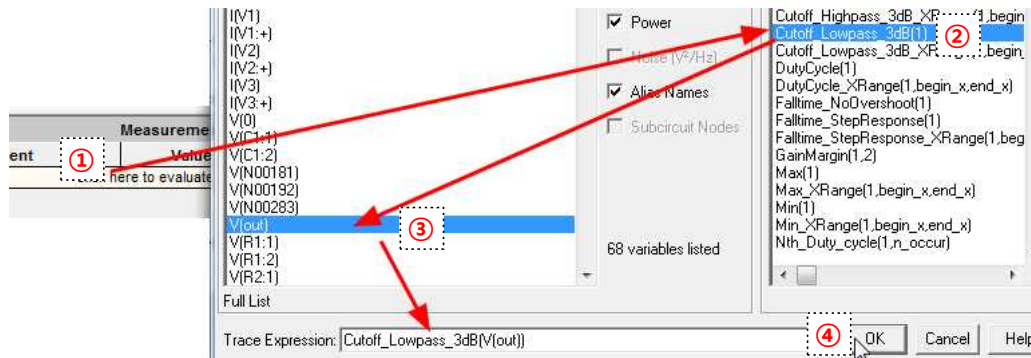 I(V1)
I(V1:+)
I(V2)
I(V2:+)
I(V3)
I(V3:+)
V(0)
V(C1:1)
V(C1:2)
V(N00181)
V(N00192)
V(N00283)
V(out)
V(R1:1)
V(R1:2)
V(R2:1)
Full List
Measureme
ent
Value
①
here to evaluate
Power
Noise (V²/Hz)
Alias Names
Subcircuit Nodes
③
68 variables listed
Cutoff_Highpass_3dB_XR (1,begin
Cutoff_Lowpass_3dB(1)
②
Cutoff_Lowpass_3dB_XR ,begin_
DutyCycle(1)
DutyCycle_XRange(1,begin_x,end_x)
Falltime_NoOvershoot(1)
Falltime_StepResponse(1)
Falltime_StepResponse_XRange(1,beg
GainMargin(1,2)
Max(1)
Max_XRange(1,begin_x,end_x)
Min(1)
Min_XRange(1,begin_x,end_x)
Nth_Duty_cycle(1,n_occur)
Trace Expression: Cutoff_Lowpass_3dB(V(out))
④
OK
Cancel
Help